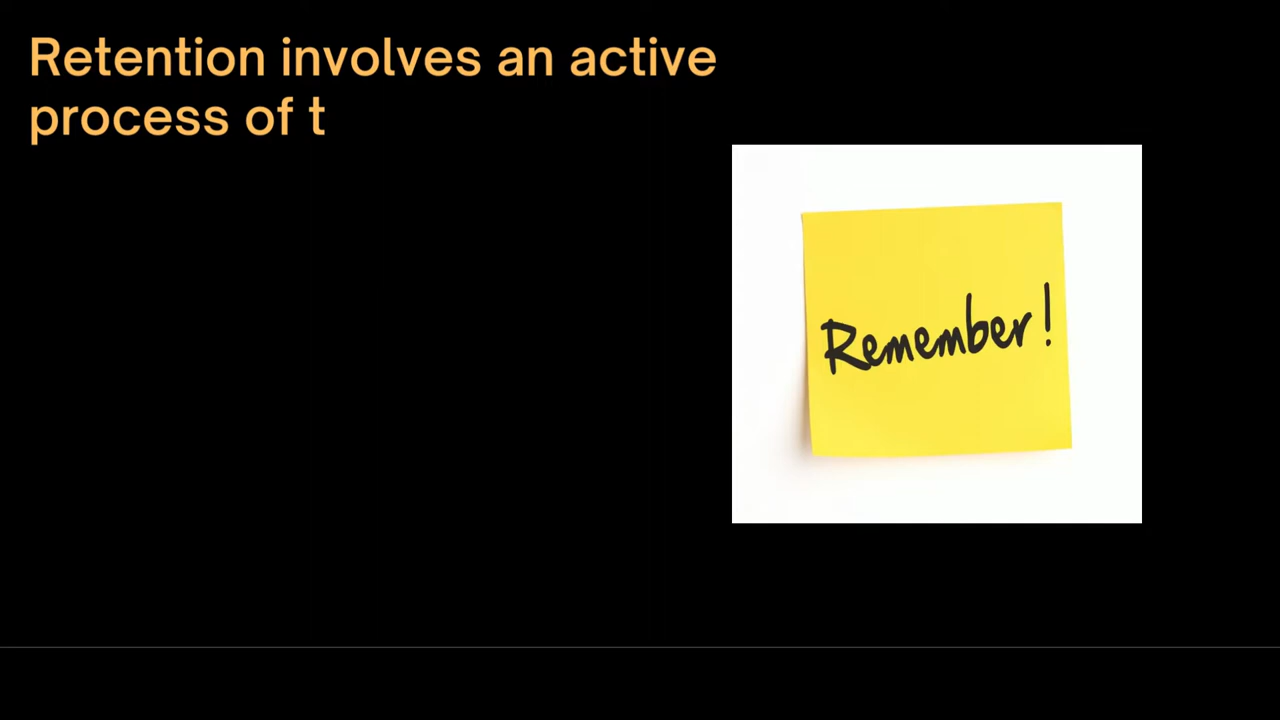 Retention involves an active
process of t
Remember!